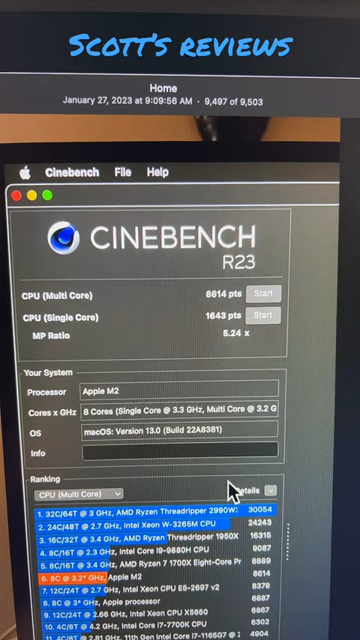 SCOTT'S REVIEWS
Home
January 27, 2023 at 9:09:56 AM · 9,497 of 9,503
Cinebench File Help
CINEBENCH
R23
CPU (Multi Core) 8614 pts Start
CPU (Single Core) 1643 pts Start
MP Ratio 5.24 x
Your System
Processor Apple M2
Cores x GHz 8 Cores (Single Core @ 3.3 GHz, Multi Core @ 3.2 G
OS macOS: Version 13.0 (Build 22A8381)
Info
Ranking
CPU (Multi Core) Details
1. 32C/64T @ 3 GHz, AMD Ryzen Threadripper 2990W 30054
2. 24C/48T @ 2.7 GHz, Intel Xeon W-3265M CPU 24243
3. 16C/32T @ 3.4 GHz, AMD Ryzen Threadripper 1950X 16315
4. 8C/16T @ 2.3 GHz, Intel Core i9-9880H CPU 9087
5. 8C/16T @ 3.4 GHz, AMD Ryzen 7 1700X Eight-Core Pr 8889
6. 8C @ 3.2* GHz, Apple M2 8614
7. 12C/24T @ 2.7 GHz, Intel Xeon CPU E5-2697 v2 8378
8. 8C @ 3* GHz, Apple processor 6887
9. 12C/24T @ 2.66 GHz, Intel Xeon CPU X5650 6867
10. 4C/8T @ 4.2 GHz, Intel Core i7-7700K CPU 6302
11. 4C/8T @ 2.81 GHz, 11th Gen Intel Core i7-1165G7 @ 4904